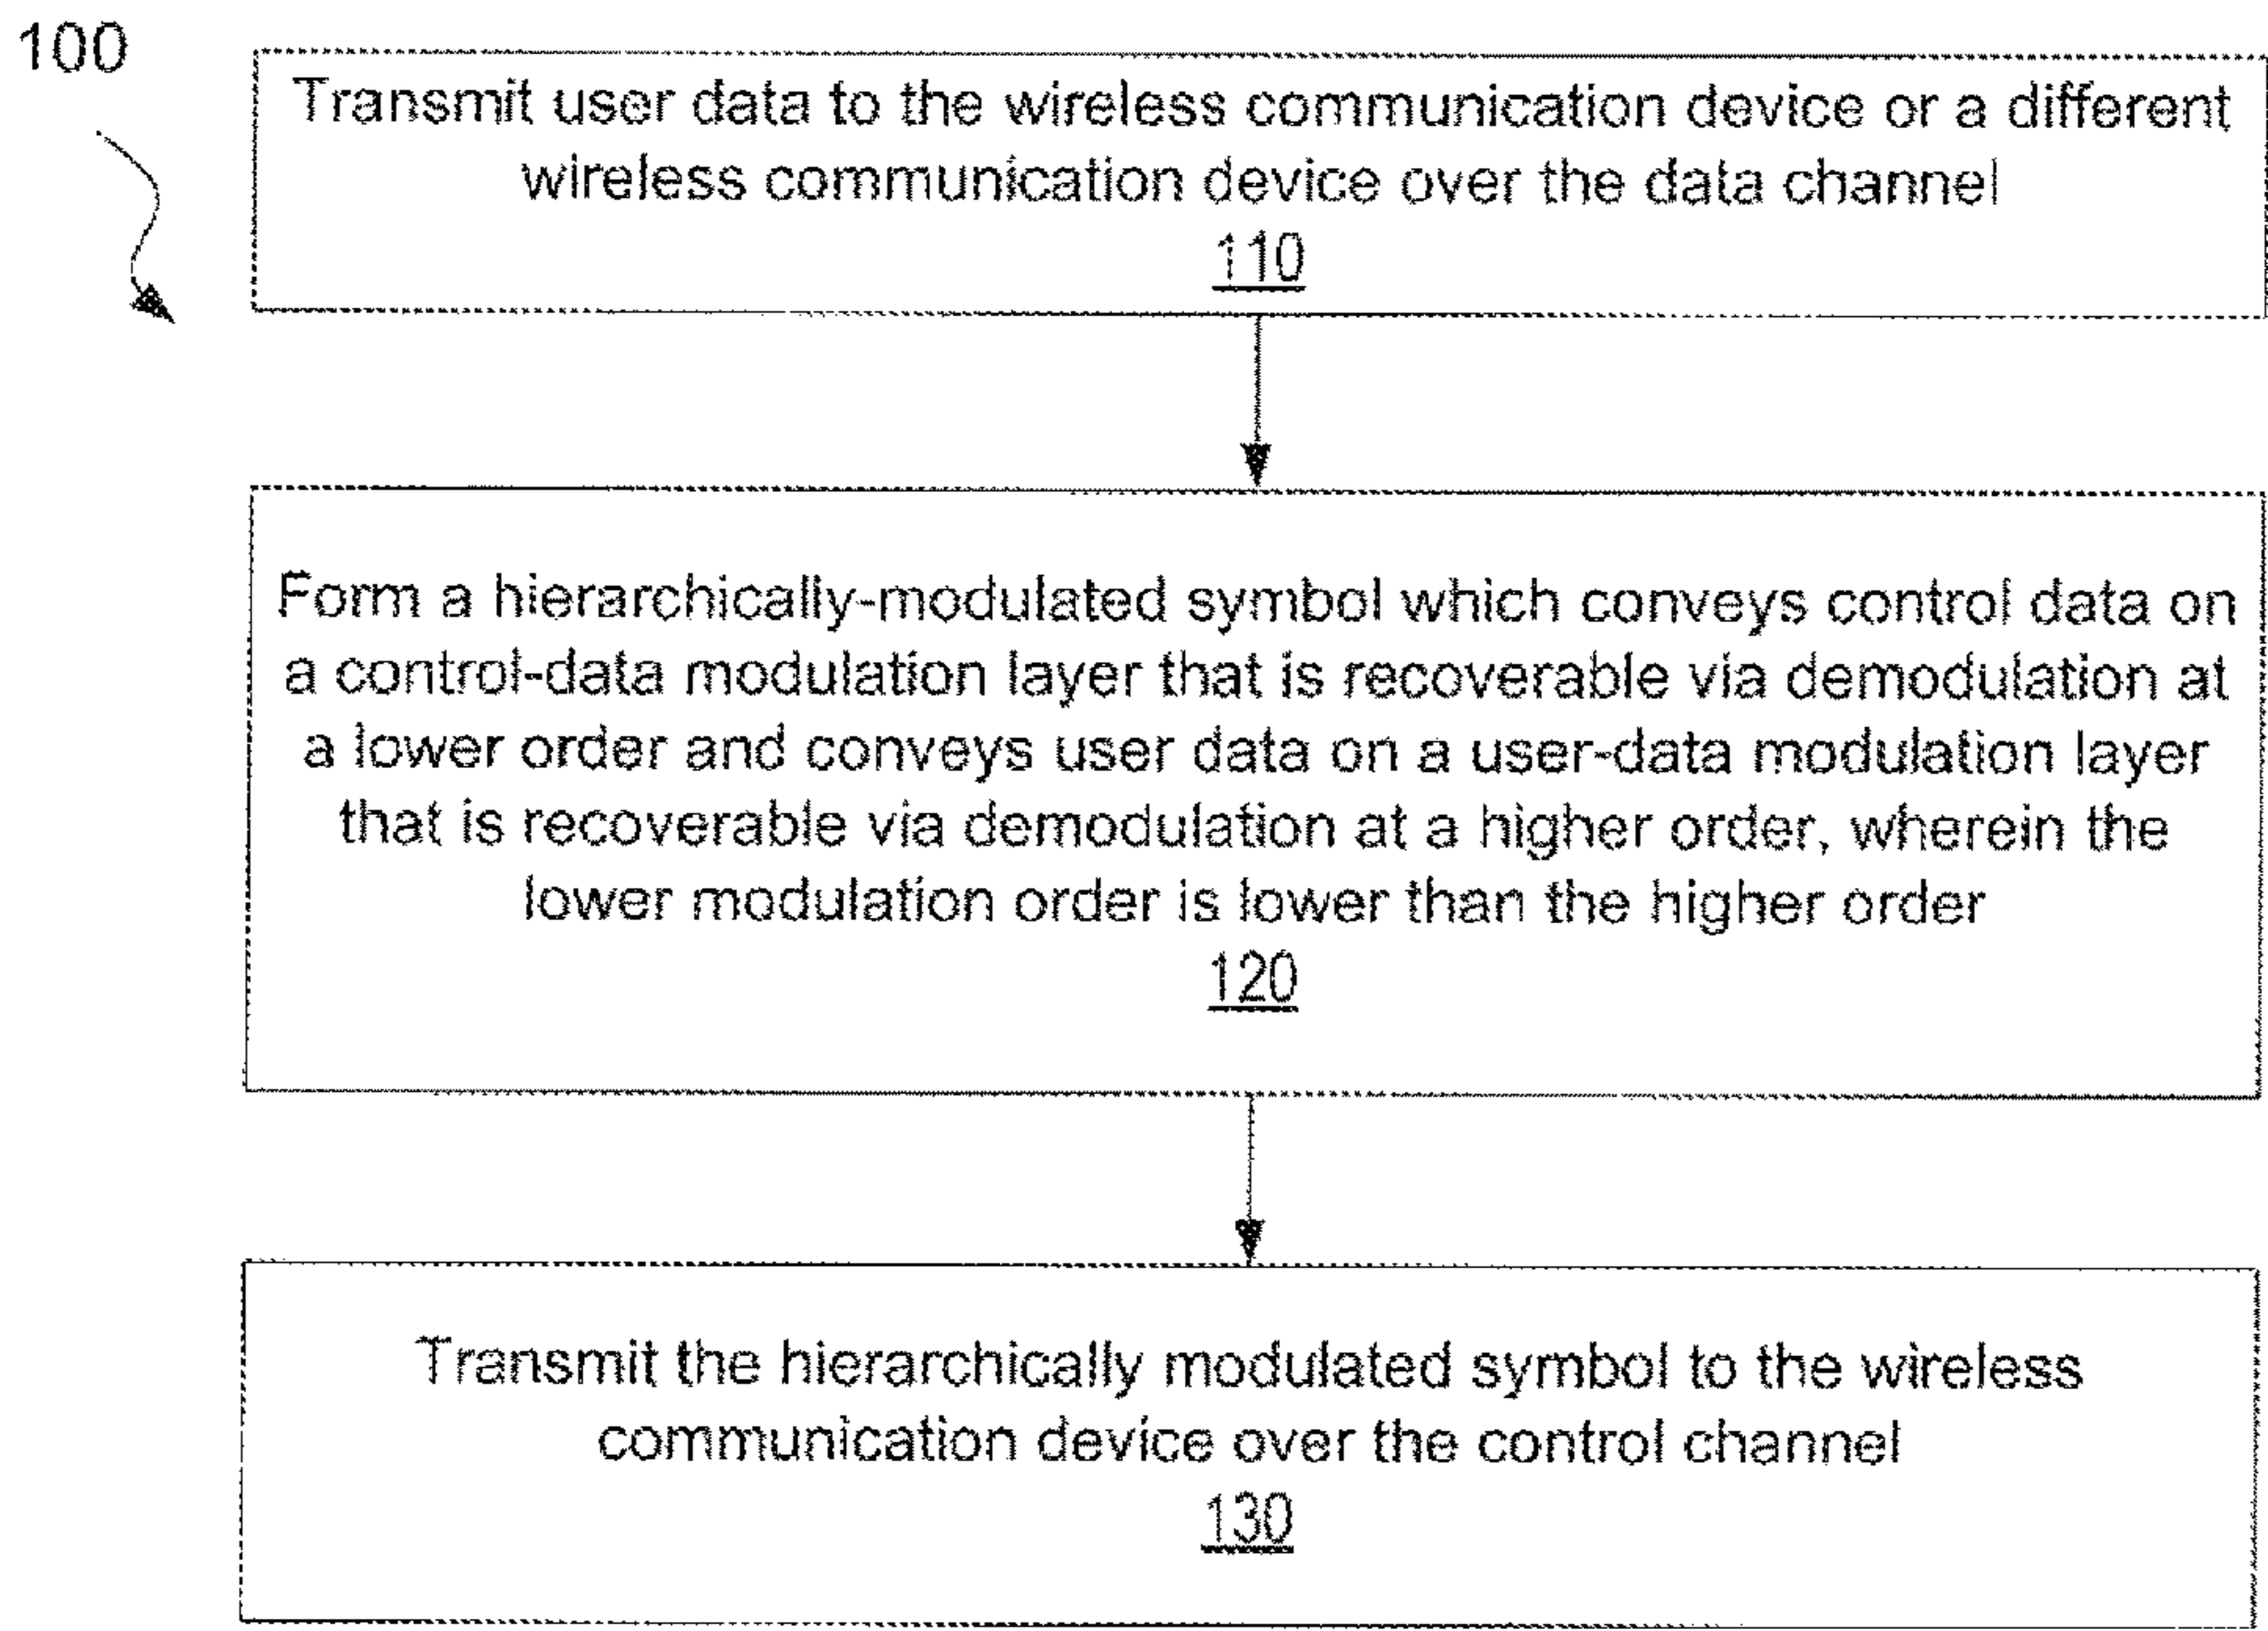 100
Transmit user data to the wireless communication device or a different
wireless communication device over the data channel
110
Form a hierarchically-modulated symbol which conveys control data on
a control-data modulation layer that is recoverable via demodulation at
a lower order and conveys user data on a user-data modulation layer
that is recoverable via demodulation at a higher order, wherein the
lower modulation order is lower than the higher order
120
Transmit the hierarchically modulated symbol to the wireless
communication device over the control channel
130